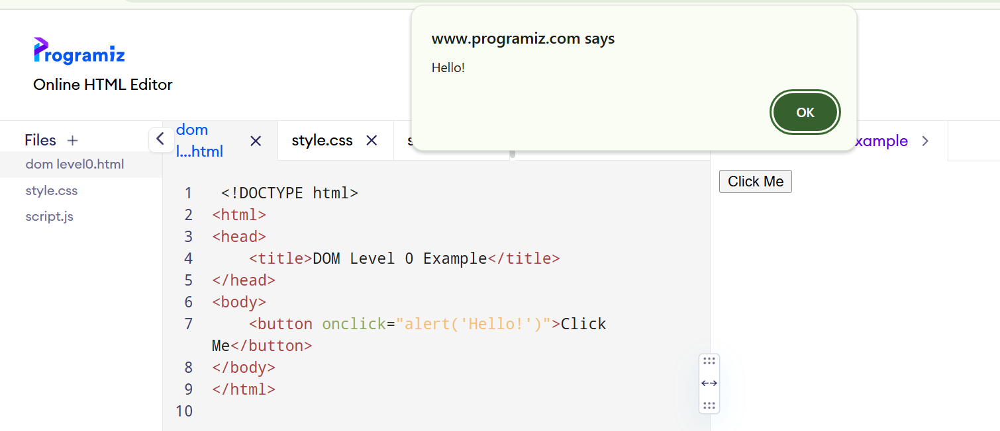 www.programiz.com says
Hello!
OK
Programiz
Online HTML Editor
Files +
dom level0.html
style.css
script.js
dom
l...html
style.css
1 <!DOCTYPE html>
2 <html>
3 <head>
4 <title>DOM Level 0 Example</title>
5 </head>
6 <body>
7 <button onclick="alert('Hello!')">Click
Me</button>
8 </body>
9 </html>
10
Click Me